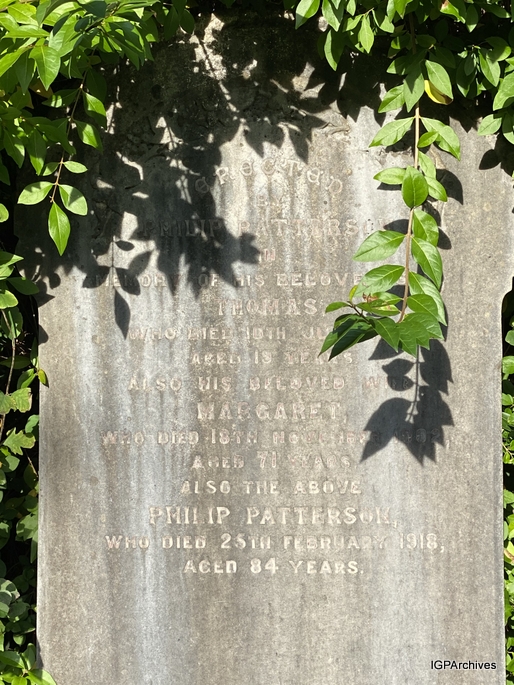 ERECTED
BY
PHILIP PATTERSON
IN
MEMORY OF HIS BELOVED
THOMAS,
WHO DIED 10TH
AGED 19 YEARS
ALSO HIS BELOVED
MARGARET,
WHO DIED 18TH NOVEMBER
AGED 71 YEARS
ALSO THE ABOVE
PHILIP PATTERSON,
WHO DIED 25TH FEBRUARY 1918,
AGED 84 YEARS.
IGPArchives